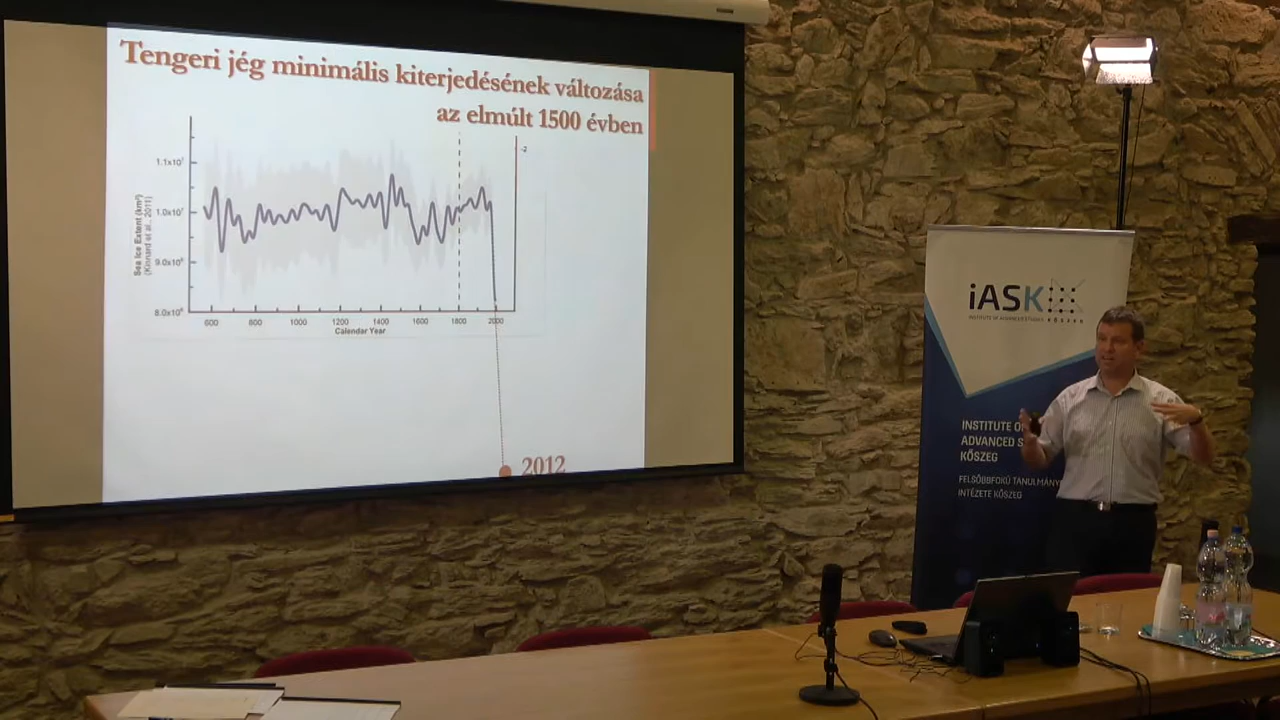 Tengeri jég minimális kiterjedésének változása
az elmúlt 1500 évben
Sea Ice Extent (km²)
(Kinnard et al., 2011)
1.1x10⁷
1.0x10⁷
9.0x10⁶
8.0x10⁶
-2
600 800 1000 1200 1400 1600 1800 2000
Calendar Year
2012
iASK
INSTITUTE OF ADVANCED STUDIES KŐSZEG
INSTITUTE O
ADVANCED S
KŐSZEG
FELSŐBBFOKÚ TANULMÁNY
INTÉZETE KŐSZEG